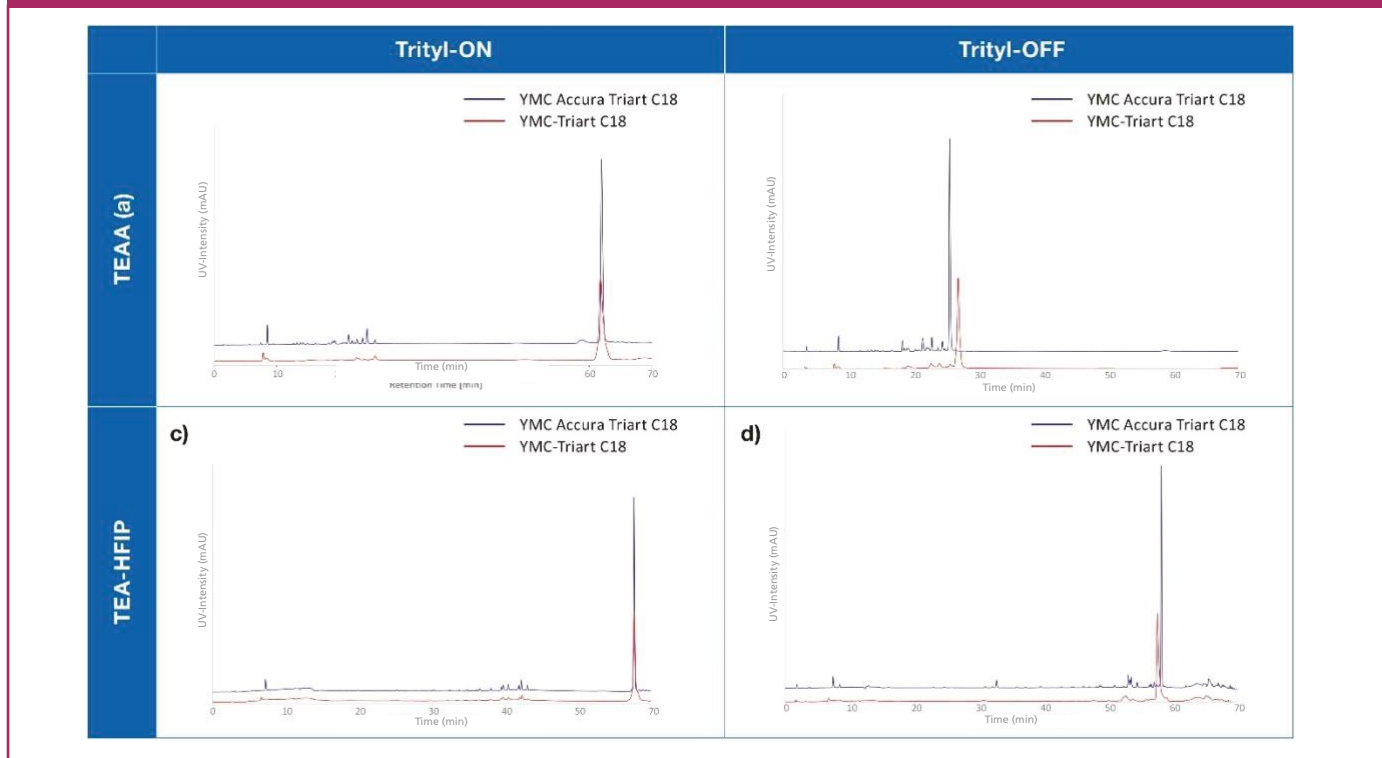 Trityl-ON
Trityl-OFF
TEAA (a)
YMC Accura Triart C18
YMC-Triart C18
UV-Intensity (mAU)
0 10 60 70
Time (min)
Retention Time [min]
YMC Accura Triart C18
YMC-Triart C18
UV-Intensity (mAU)
0 10 20 30 40 50 60 70
Time (min)
TEA-HFIP
c)
YMC Accura Triart C18
YMC-Triart C18
UV-Intensity (mAU)
0 10 20 30 40 50 60 70
Time (min)
d)
YMC Accura Triart C18
YMC-Triart C18
UV-Intensity (mAU)
0 10 20 30 40 50 60 70
Time (min)